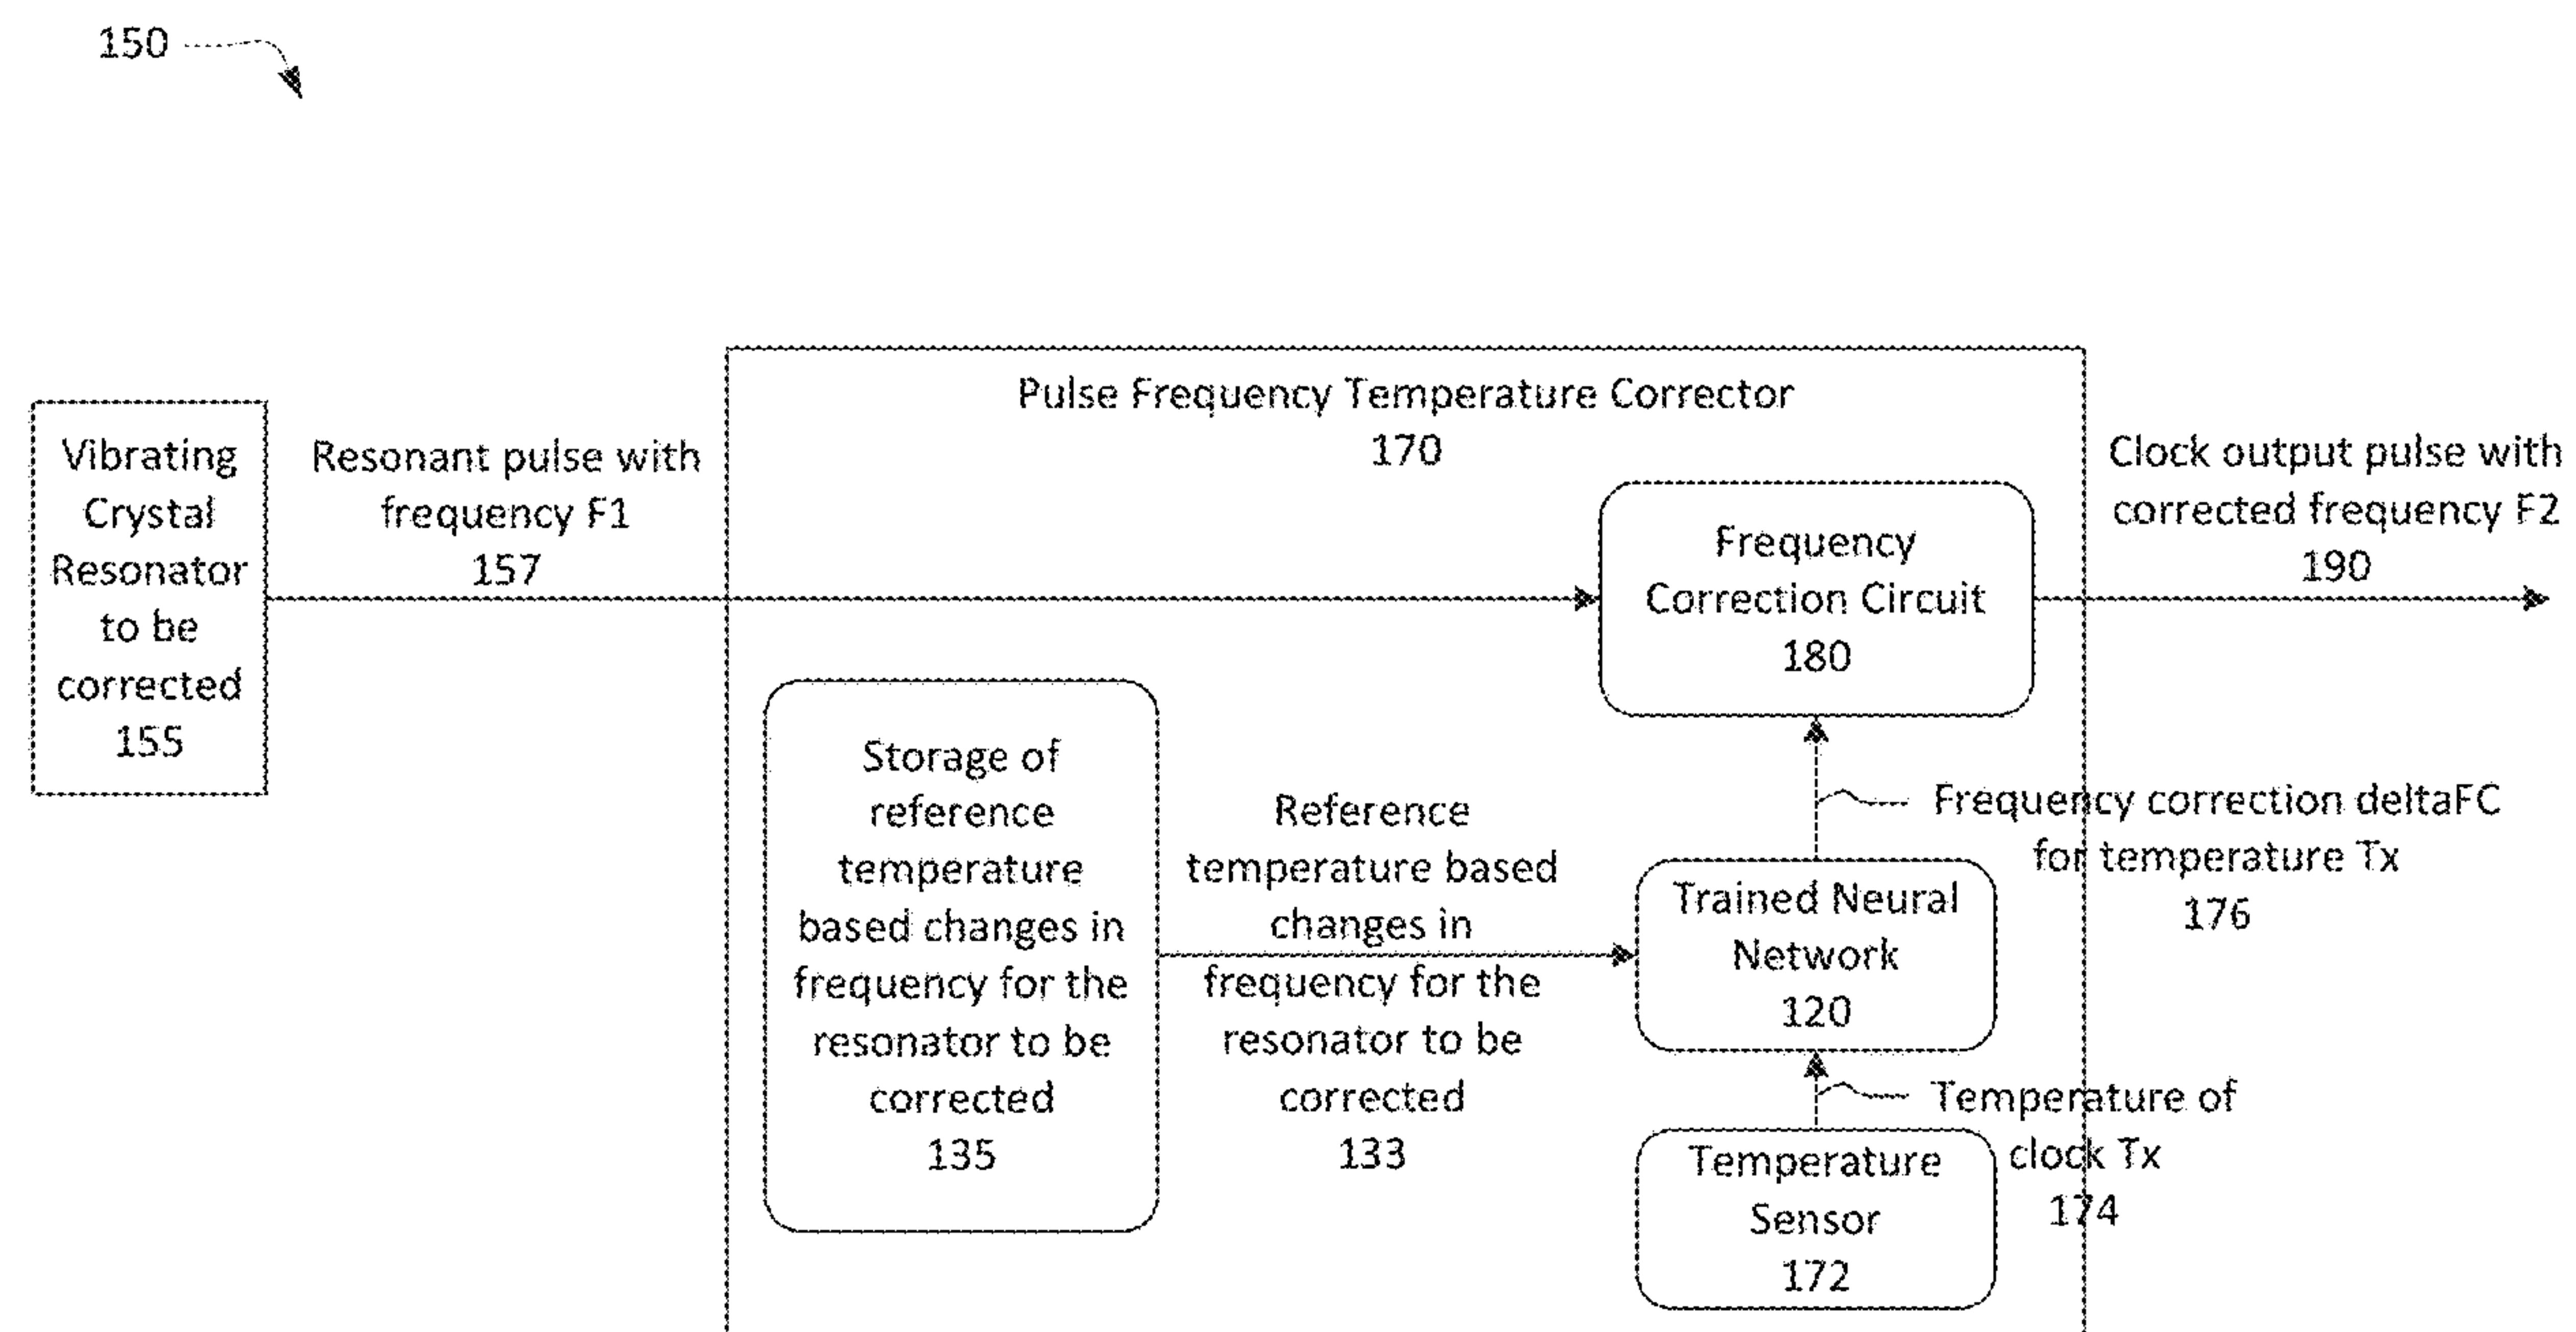 150
Pulse Frequency Temperature Corrector
170
Vibrating
Crystal
Resonator
to be
corrected
155
Resonant pulse with
frequency F1
157
Frequency
Correction Circuit
180
Clock output pulse with
corrected frequency F2
190
Storage of
reference
temperature
based changes in
frequency for the
resonator to be
corrected
135
Reference
temperature based
changes in
frequency for the
resonator to be
corrected
133
Frequency correction deltaFC
for temperature Tx
176
Trained Neural
Network
120
Temperature of
clock Tx
174
Temperature
Sensor
172